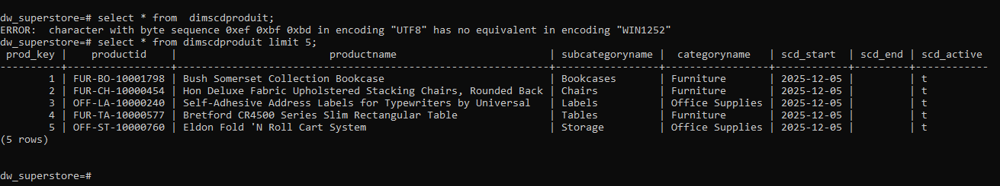 dw_superstore=# select * from  dimscdproduit;
ERROR:  character with byte sequence 0xef 0xbf 0xbd in encoding "UTF8" has no equivalent in encoding "WIN1252"
dw_superstore=# select * from dimscdproduit limit 5;
 prod_key |    productid    |                         productname                         | subcategoryname |  categoryname   | scd_start  | scd_end | scd_active
----------+-----------------+-------------------------------------------------------------+-----------------+-----------------+------------+---------+------------
        1 | FUR-BO-10001798 | Bush Somerset Collection Bookcase                           | Bookcases       | Furniture       | 2025-12-05 |         | t
        2 | FUR-CH-10000454 | Hon Deluxe Fabric Upholstered Stacking Chairs, Rounded Back | Chairs          | Furniture       | 2025-12-05 |         | t
        3 | OFF-LA-10000240 | Self-Adhesive Address Labels for Typewriters by Universal   | Labels          | Office Supplies | 2025-12-05 |         | t
        4 | FUR-TA-10000577 | Bretford CR4500 Series Slim Rectangular Table               | Tables          | Furniture       | 2025-12-05 |         | t
        5 | OFF-ST-10000760 | Eldon Fold 'N Roll Cart System                              | Storage         | Office Supplies | 2025-12-05 |         | t
(5 rows)
dw_superstore=#